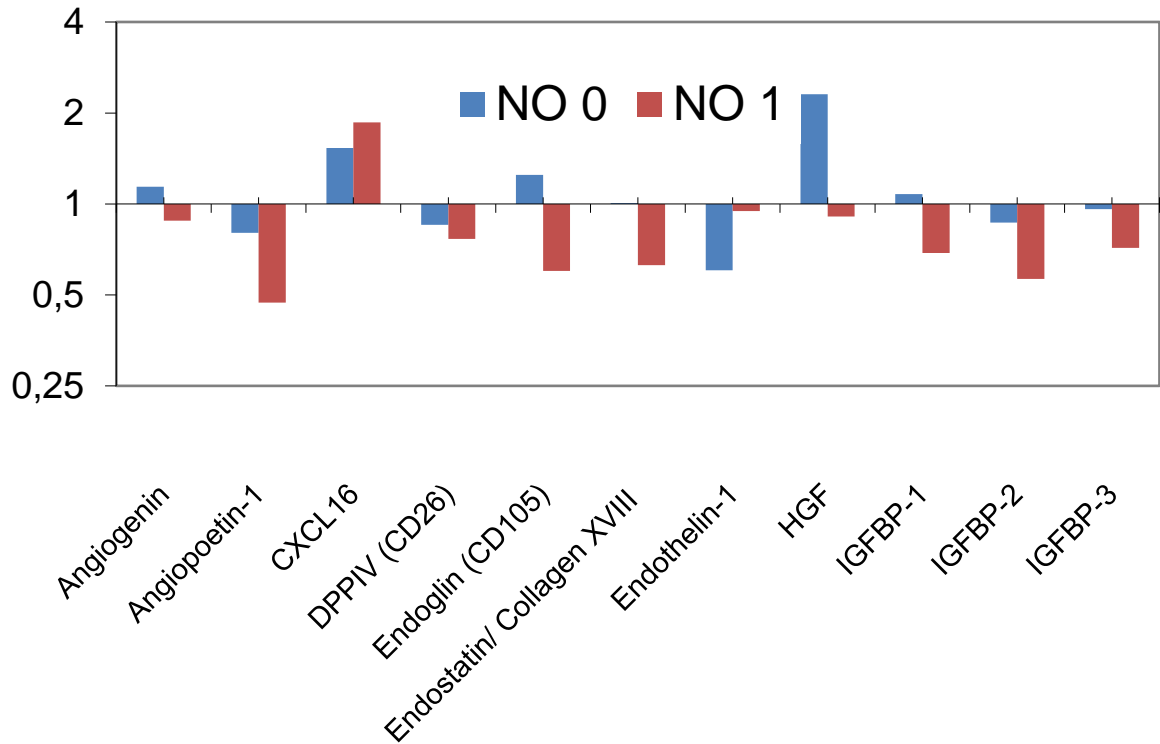 4
2
1
0,5
0,25
NO 0 NO 1
Angiogenin
Angiopoetin-1
CXCL16
DPPIV (CD26)
Endoglin (CD105)
Endostatin/ Collagen XVIII
Endothelin-1
HGF
IGFBP-1
IGFBP-2
IGFBP-3